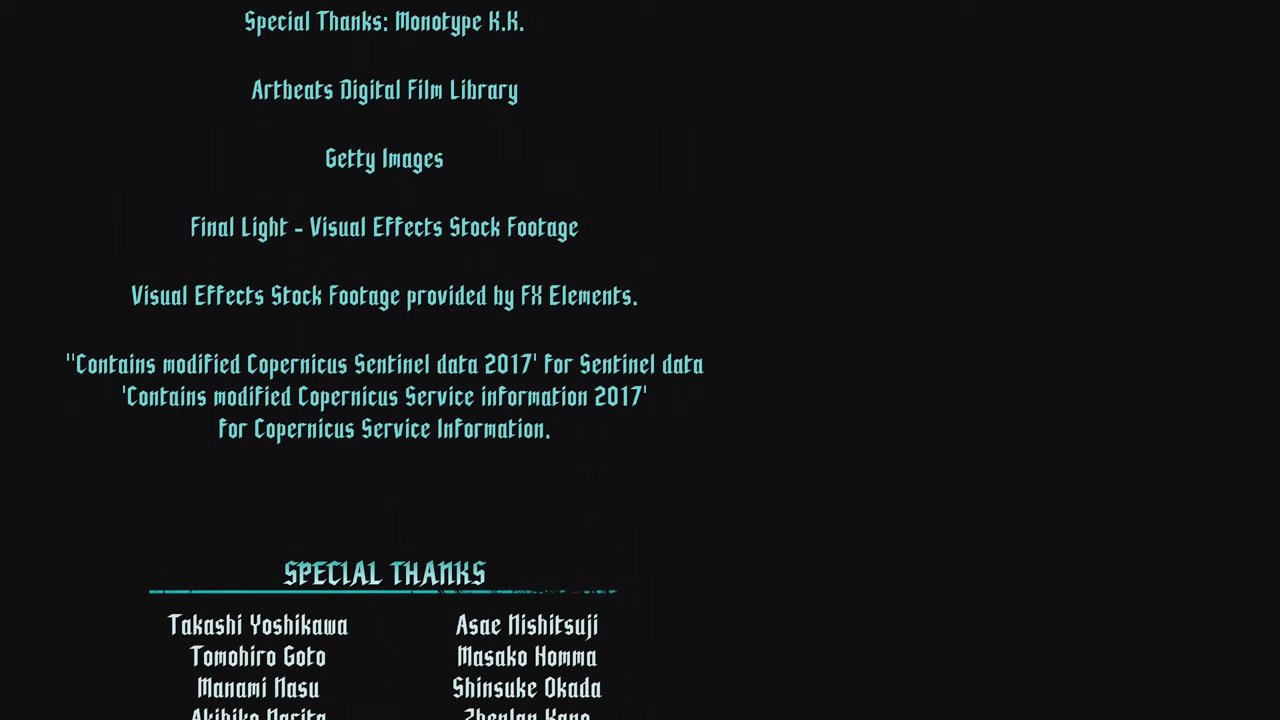 Special Thanks: Monotype K.K.
Artbeats Digital Film Library
Getty Images
Final Light - Visual Effects Stock Footage
Visual Effects Stock Footage provided by FX Elements.
"Contains modified Copernicus Sentinel data 2017' for Sentinel data
'Contains modified Copernicus Service information 2017'
for Copernicus Service Information.
SPECIAL THANKS
Takashi Yoshikawa
Asae Nishitsuji
Tomohiro Goto
Masako Homma
Manami Nasu
Shinsuke Okada
Akihiko Narita